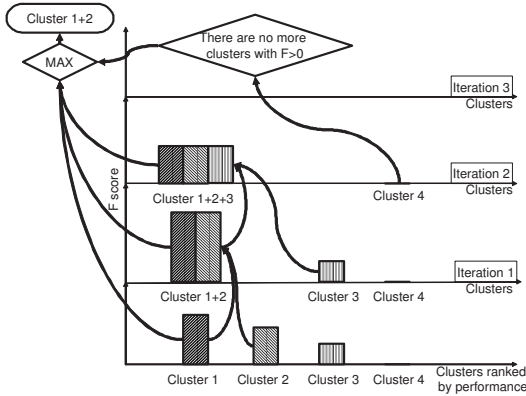 Cluster 1+2
MAX
There are no more
clusters with F>0
Iteration 3
Clusters
Iteration 2
Clusters
Cluster 1+2+3
Cluster 4
F score
Iteration 1
Clusters
Cluster 1+2
Cluster 3
Cluster 4
Cluster 1
Cluster 2
Cluster 3
Cluster 4
Clusters ranked
by performance